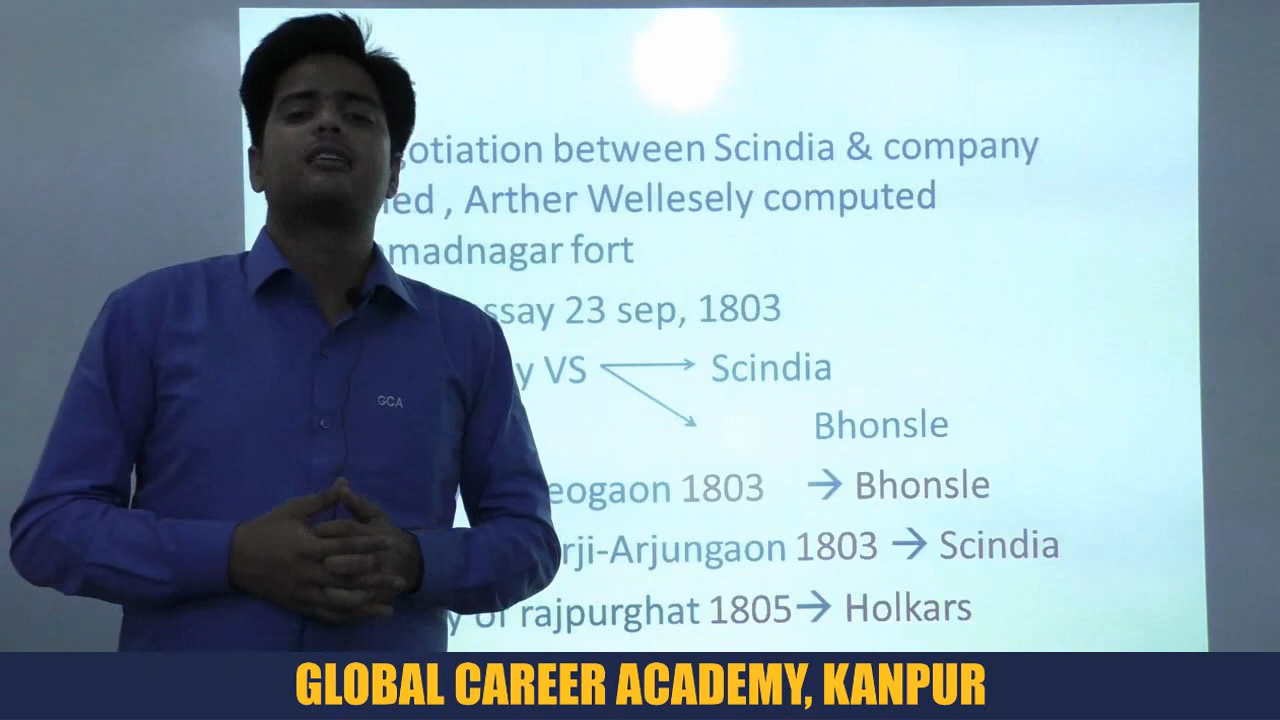 otiation between Scindia & company
ed , Arther Wellesely computed
madnagar fort
ssay 23 sep, 1803
y VS Scindia
Bhonsle
eogaon 1803 → Bhonsle
rji-Arjungaon 1803 → Scindia
y of rajpurghat 1805→ Holkars
GCA
GLOBAL CAREER ACADEMY, KANPUR